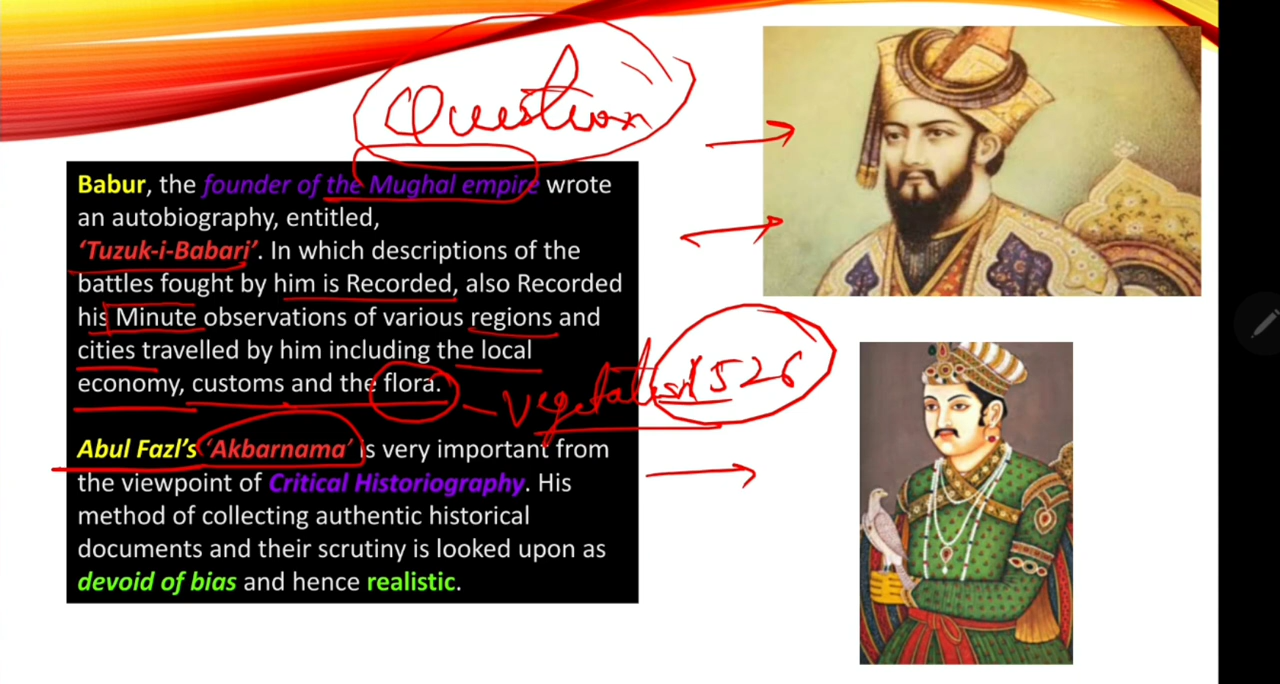 Question
Babur, the founder of the Mughal empire wrote
an autobiography, entitled,
‘Tuzuk-i-Babari’. In which descriptions of the
battles fought by him is Recorded, also Recorded
his Minute observations of various regions and
cities travelled by him including the local
economy, customs and the flora.
Vegetation 1526
Abul Fazl’s ‘Akbarnama’ is very important from
the viewpoint of Critical Historiography. His
method of collecting authentic historical
documents and their scrutiny is looked upon as
devoid of bias and hence realistic.